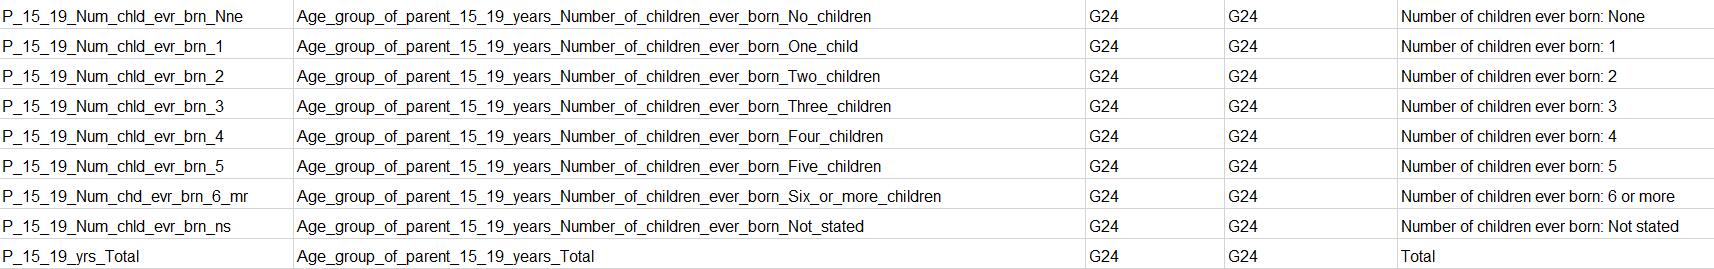 P_15_19_Num_chld_evr_brn_Nne Age_group_of_parent_15_19_years_Number_of_children_ever_born_No_children G24 G24 Number of children ever born: None
P_15_19_Num_chld_evr_brn_1 Age_group_of_parent_15_19_years_Number_of_children_ever_born_One_child G24 G24 Number of children ever born: 1
P_15_19_Num_chld_evr_brn_2 Age_group_of_parent_15_19_years_Number_of_children_ever_born_Two_children G24 G24 Number of children ever born: 2
P_15_19_Num_chld_evr_brn_3 Age_group_of_parent_15_19_years_Number_of_children_ever_born_Three_children G24 G24 Number of children ever born: 3
P_15_19_Num_chld_evr_brn_4 Age_group_of_parent_15_19_years_Number_of_children_ever_born_Four_children G24 G24 Number of children ever born: 4
P_15_19_Num_chld_evr_brn_5 Age_group_of_parent_15_19_years_Number_of_children_ever_born_Five_children G24 G24 Number of children ever born: 5
P_15_19_Num_chd_evr_brn_6_mr Age_group_of_parent_15_19_years_Number_of_children_ever_born_Six_or_more_children G24 G24 Number of children ever born: 6 or more
P_15_19_Num_chld_evr_brn_ns Age_group_of_parent_15_19_years_Number_of_children_ever_born_Not_stated G24 G24 Number of children ever born: Not stated
P_15_19_yrs_Total Age_group_of_parent_15_19_years_Total G24 G24 Total